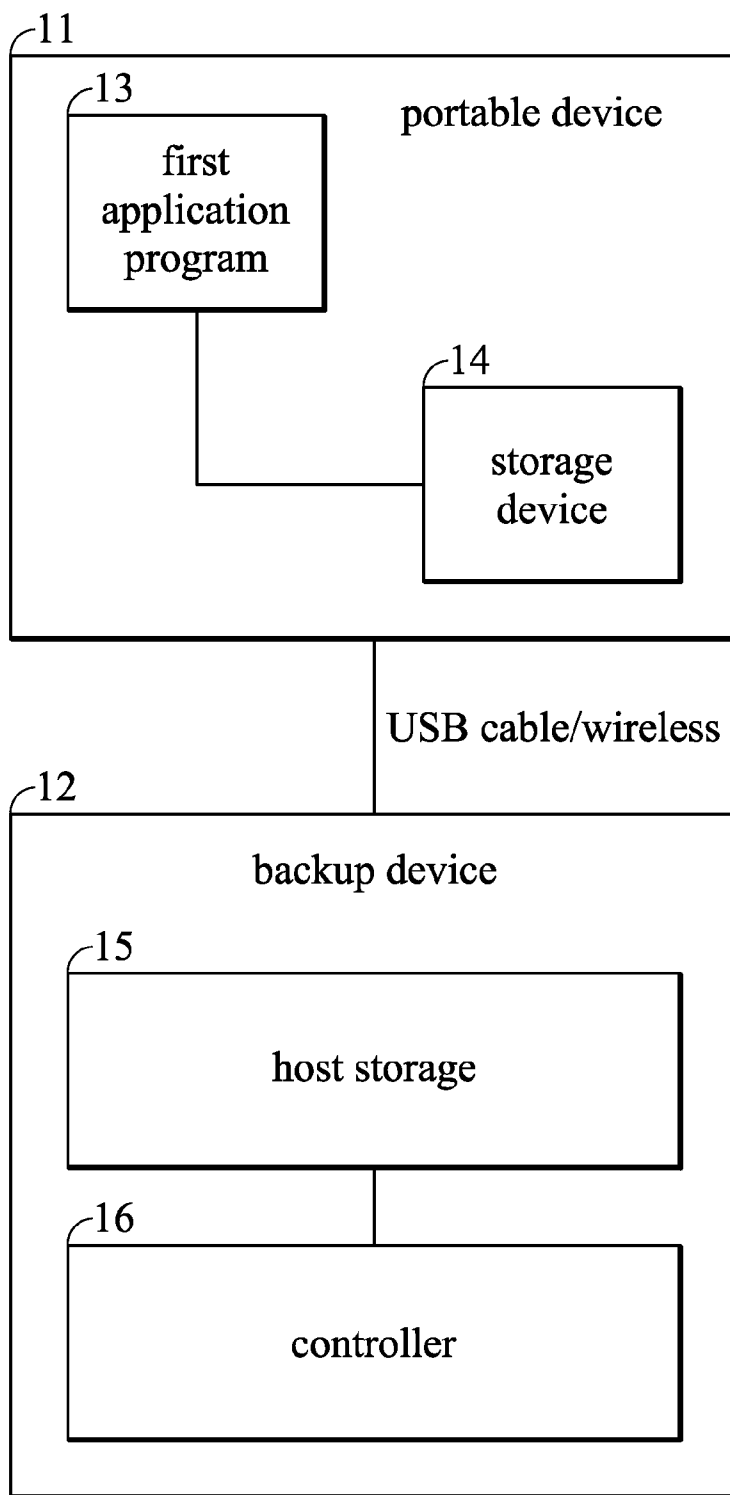 11
13
portable device
first
application
program
14
storage
device
USB cable/wireless
12
backup device
15
host storage
16
controller